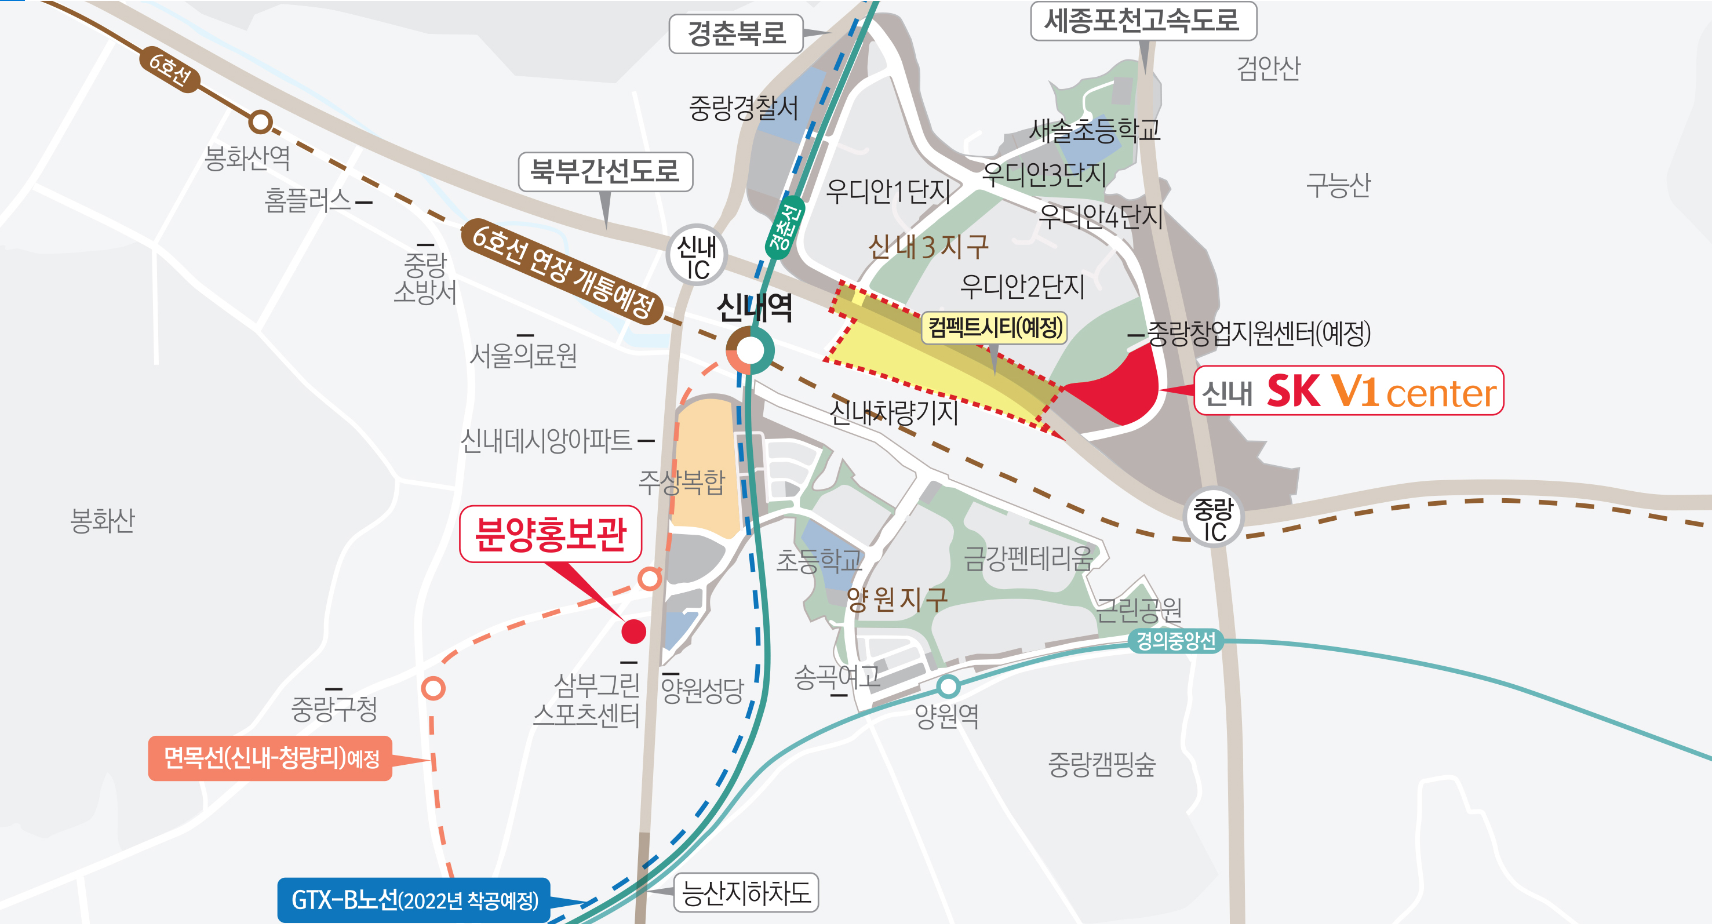 경춘북로
세종포천고속도로
6호선
검안산
중랑경찰서
새솔초등학교
봉화산역
북부간선도로
우디안3단지
우디안1단지
구능산
홈플러스
우디안4단지
경춘선
6호선 연장 개통예정
신내
IC
신내3지구
중랑
소방서
우디안2단지
신내역
컴펙트시티(예정)
중랑창업지원센터(예정)
서울의료원
신내 SK V1 center
신내차량기지
신내데시앙아파트
주상복합
봉화산
중랑
IC
분양홍보관
초등학교
금강펜테리움
양원지구
근린공원
경의중앙선
삼부그린
스포츠센터
양원성당
송곡여고
중랑구청
양원역
면목선(신내-청량리)예정
중랑캠핑숲
GTX-B노선(2022년 착공예정)
능산지하차도